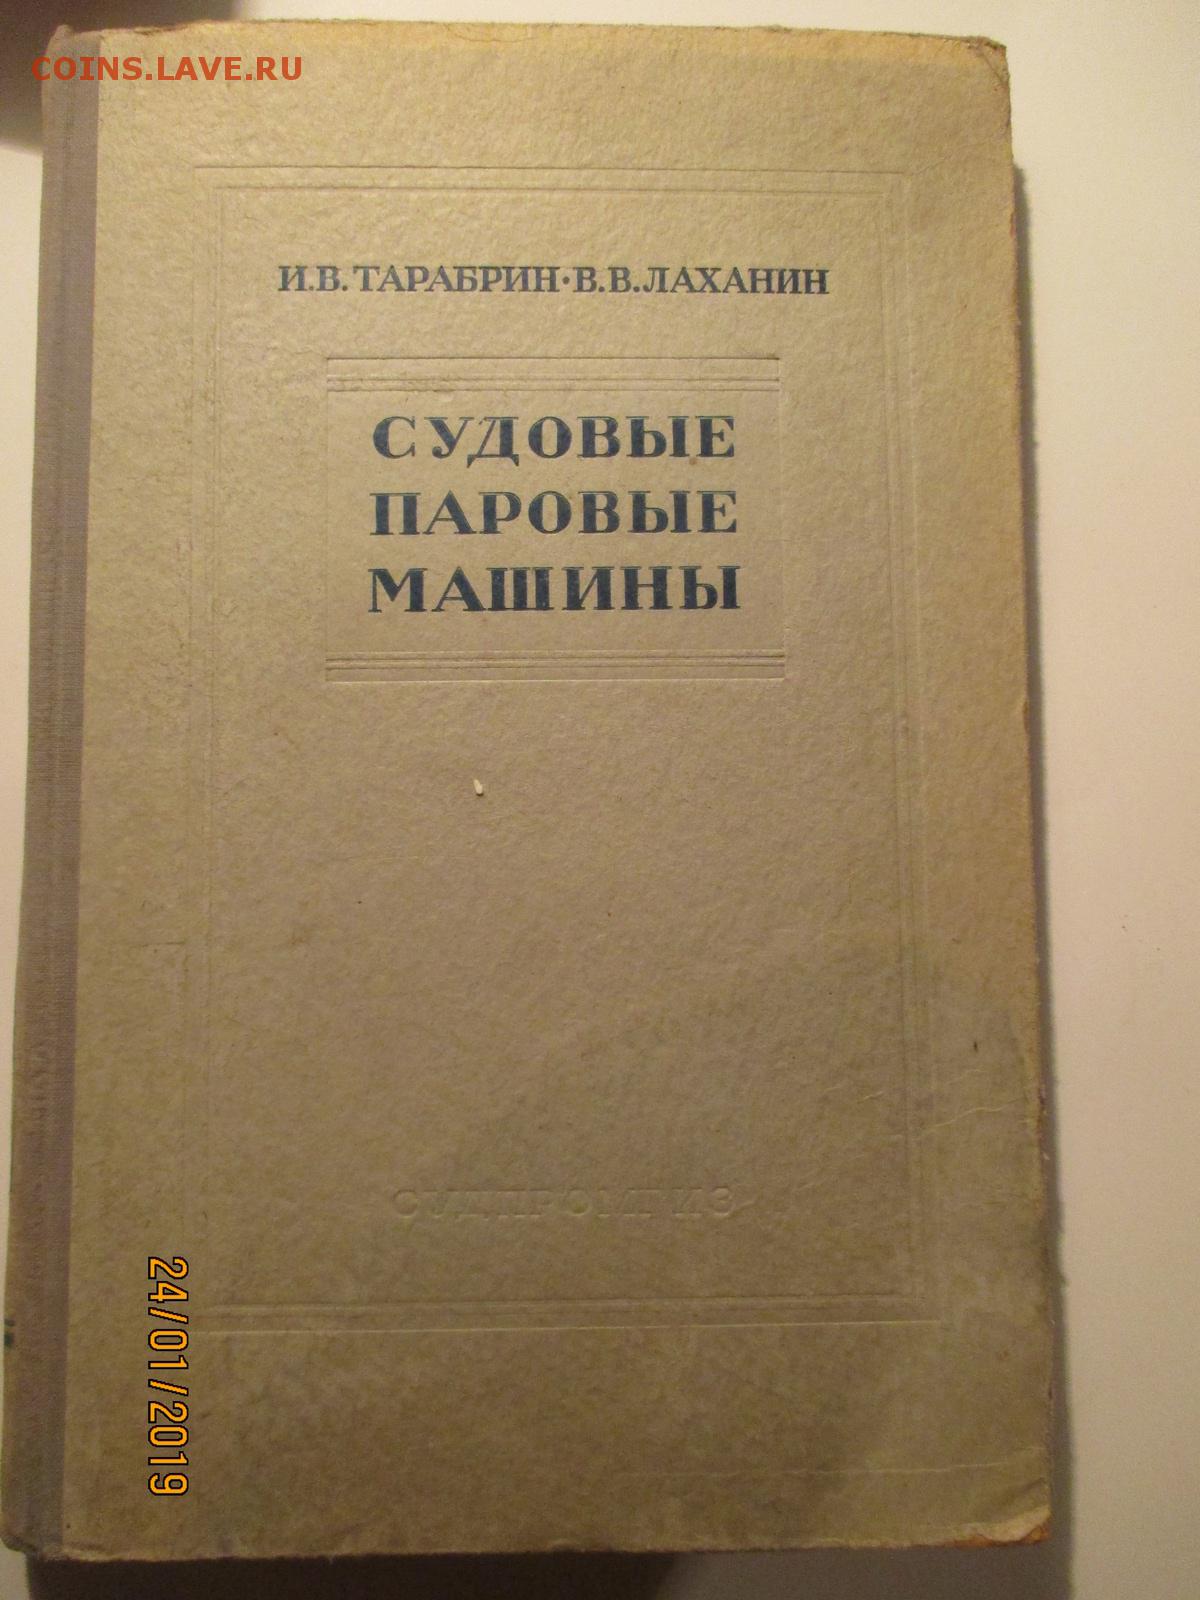 COINS.LAVE.RU
И.В.ТАРАБРИН·В.В.ЛАХАНИН
СУДОВЫЕ
ПАРОВЫЕ
МАШИНЫ
СУДПРОМГИЗ
24/01/2019